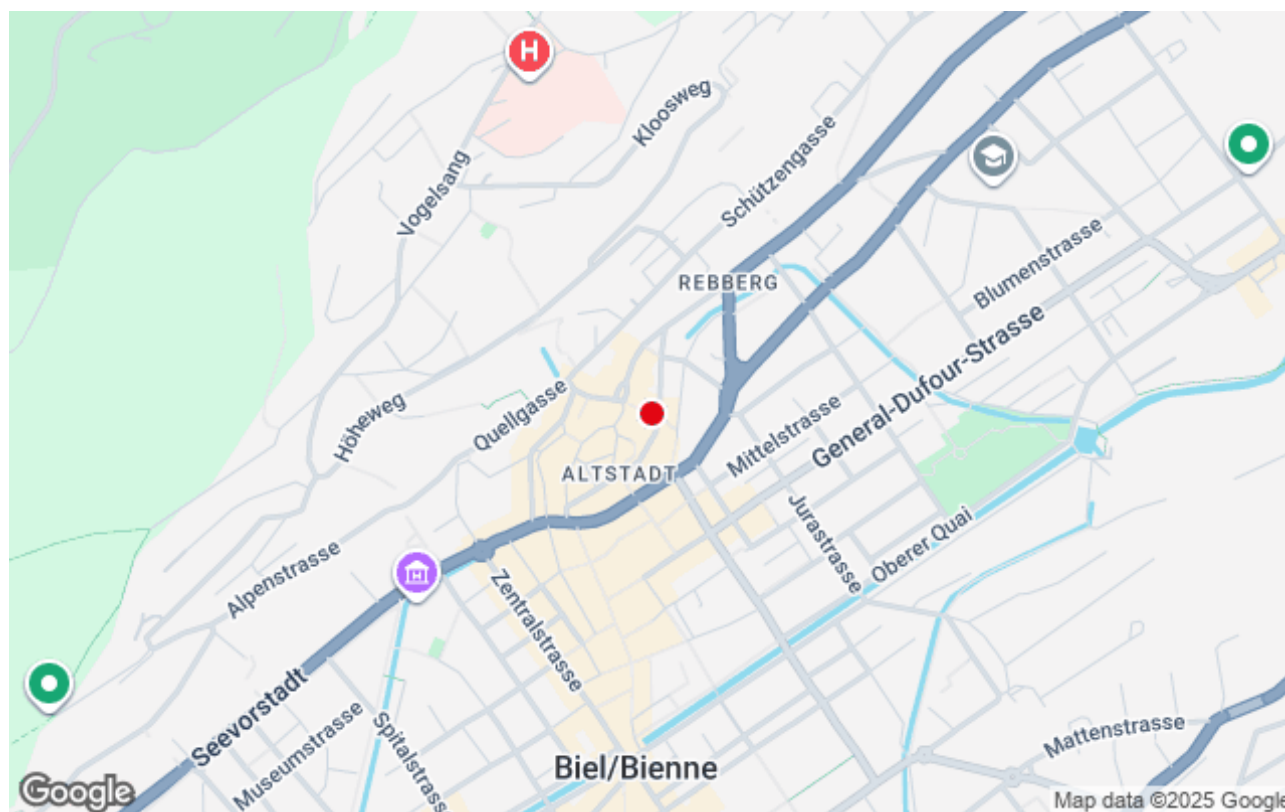 H
Kloosweg
Vogelsang
Schützengasse
REBBERG
Blumenstrasse
General-Dufour-Strasse
Höheweg
Quellgasse
Mittelstrasse
ALTSTADT
Jurastrasse
Oberer Quai
Alpenstrasse
Zentralstrasse
Seevorstadt
Museumstrasse
Spitalstrasse
Mattenstrasse
Biel/Bienne
Google
Map data ©2025 Google